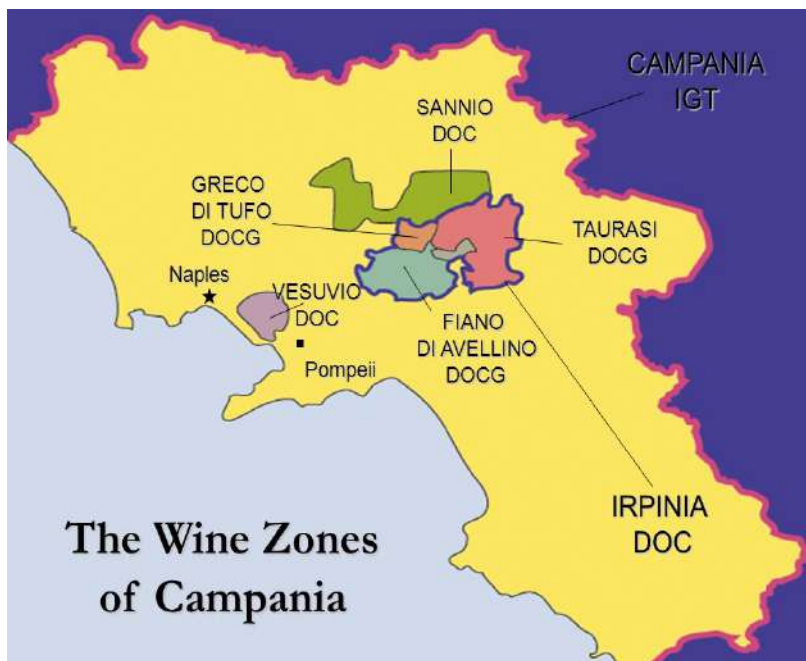 CAMPANIA
IGT
SANNIO
DOC
GRECO
DI TUFO
DOCG
TAURASI
DOCG
Naples
VESUVIO
DOC
FIANO
DI AVELLINO
DOCG
Pompeii
IRPINIA
DOC
The Wine Zones
of Campania